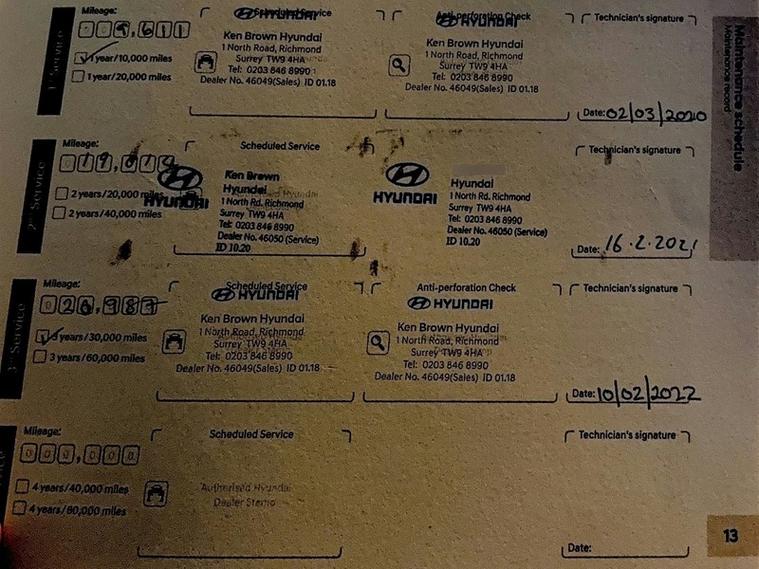 Mileage:
Scheduled Service
HYUNDAI
Ken Brown Hyundai
1 North Road, Richmond
Surrey TW9 4HA
Tel: 0203 846 8990
Dealer No. 46049(Sales) ID 01.18
Anti-perforation Check
HYUNDAI
Ken Brown Hyundai
1 North Road, Richmond
Surrey TW9 4HA
Tel: 0203 846 8990
Dealer No. 46049(Sales) ID 01.18
Technician's signature
1 year/10,000 miles
1 year/20,000 miles
Date: 02/03/2020
Service
Maintenance schedule
Maintenance record
Mileage:
Scheduled Service
HYUNDAI
Ken Brown
Hyundai
1 North Rd. Richmond
Surrey TW9 4HA
Tel: 0203 846 8990
Dealer No. 46050 (Service)
ID 10.20
HYUNDAI
Hyundai
1 North Rd. Richmond
Surrey TW9 4HA
Tel: 0203 846 8990
Dealer No. 46050 (Service)
ID 10.20
Technician's signature
2 years/20,000 miles
2 years/40,000 miles
Date: 16.2.2021
Service
Mileage:
Scheduled Service
HYUNDAI
Ken Brown Hyundai
1 North Road, Richmond
Surrey TW9 4HA
Tel: 0203 846 8990
Dealer No. 46049(Sales) ID 01.18
Anti-perforation Check
HYUNDAI
Ken Brown Hyundai
1 North Road, Richmond
Surrey TW9 4HA
Tel: 0203 846 8990
Dealer No. 46049(Sales) ID 01.18
Technician's signature
3 years/30,000 miles
3 years/60,000 miles
Date: 10/02/2022
Service
Mileage:
000,000
Scheduled Service
Authorised Hyundai
Dealer Stamp
Technician's signature
4 years/40,000 miles
4 years/80,000 miles
Date:
13